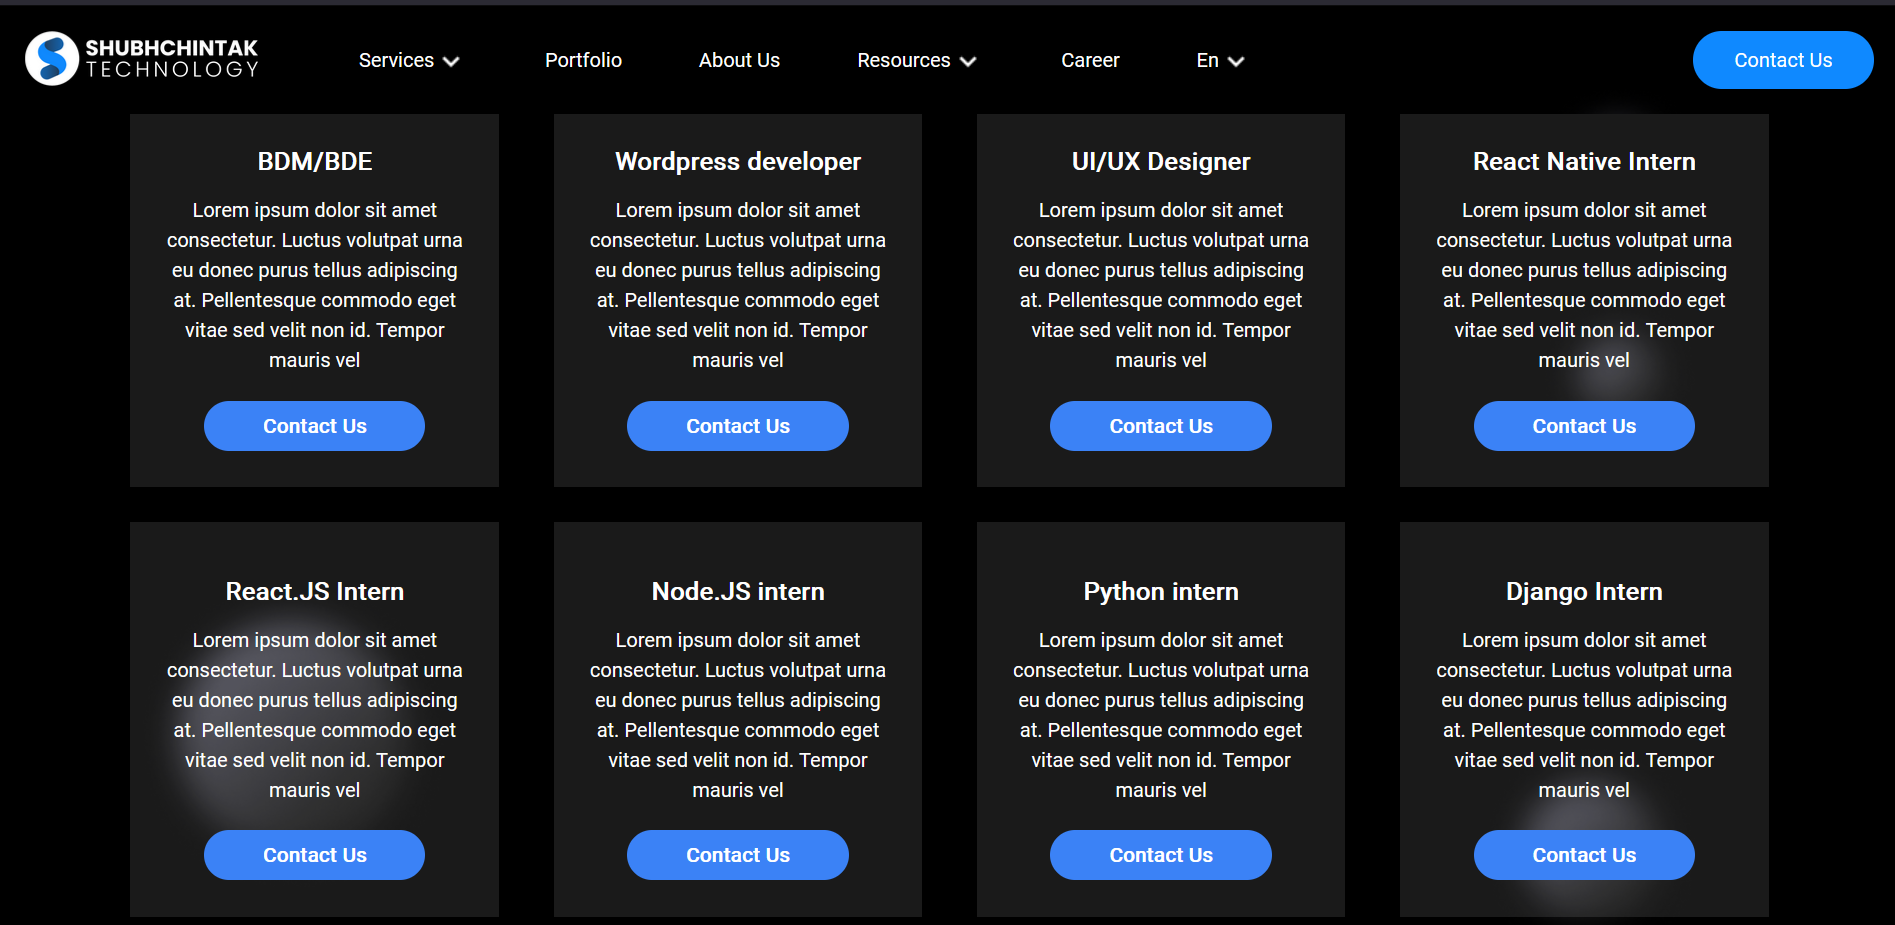 SHUBHCHINTAK
TECHNOLOGY
Services
Portfolio
About Us
Resources
Career
En
Contact Us
BDM/BDE
Lorem ipsum dolor sit amet
consectetur. Luctus volutpat urna
eu donec purus tellus adipiscing
at. Pellentesque commodo eget
vitae sed velit non id. Tempor
mauris vel
Contact Us
Wordpress developer
Lorem ipsum dolor sit amet
consectetur. Luctus volutpat urna
eu donec purus tellus adipiscing
at. Pellentesque commodo eget
vitae sed velit non id. Tempor
mauris vel
Contact Us
UI/UX Designer
Lorem ipsum dolor sit amet
consectetur. Luctus volutpat urna
eu donec purus tellus adipiscing
at. Pellentesque commodo eget
vitae sed velit non id. Tempor
mauris vel
Contact Us
React Native Intern
Lorem ipsum dolor sit amet
consectetur. Luctus volutpat urna
eu donec purus tellus adipiscing
at. Pellentesque commodo eget
vitae sed velit non id. Tempor
mauris vel
Contact Us
React.JS Intern
Lorem ipsum dolor sit amet
consectetur. Luctus volutpat urna
eu donec purus tellus adipiscing
at. Pellentesque commodo eget
vitae sed velit non id. Tempor
mauris vel
Contact Us
Node.JS intern
Lorem ipsum dolor sit amet
consectetur. Luctus volutpat urna
eu donec purus tellus adipiscing
at. Pellentesque commodo eget
vitae sed velit non id. Tempor
mauris vel
Contact Us
Python intern
Lorem ipsum dolor sit amet
consectetur. Luctus volutpat urna
eu donec purus tellus adipiscing
at. Pellentesque commodo eget
vitae sed velit non id. Tempor
mauris vel
Contact Us
Django Intern
Lorem ipsum dolor sit amet
consectetur. Luctus volutpat urna
eu donec purus tellus adipiscing
at. Pellentesque commodo eget
vitae sed velit non id. Tempor
mauris vel
Contact Us